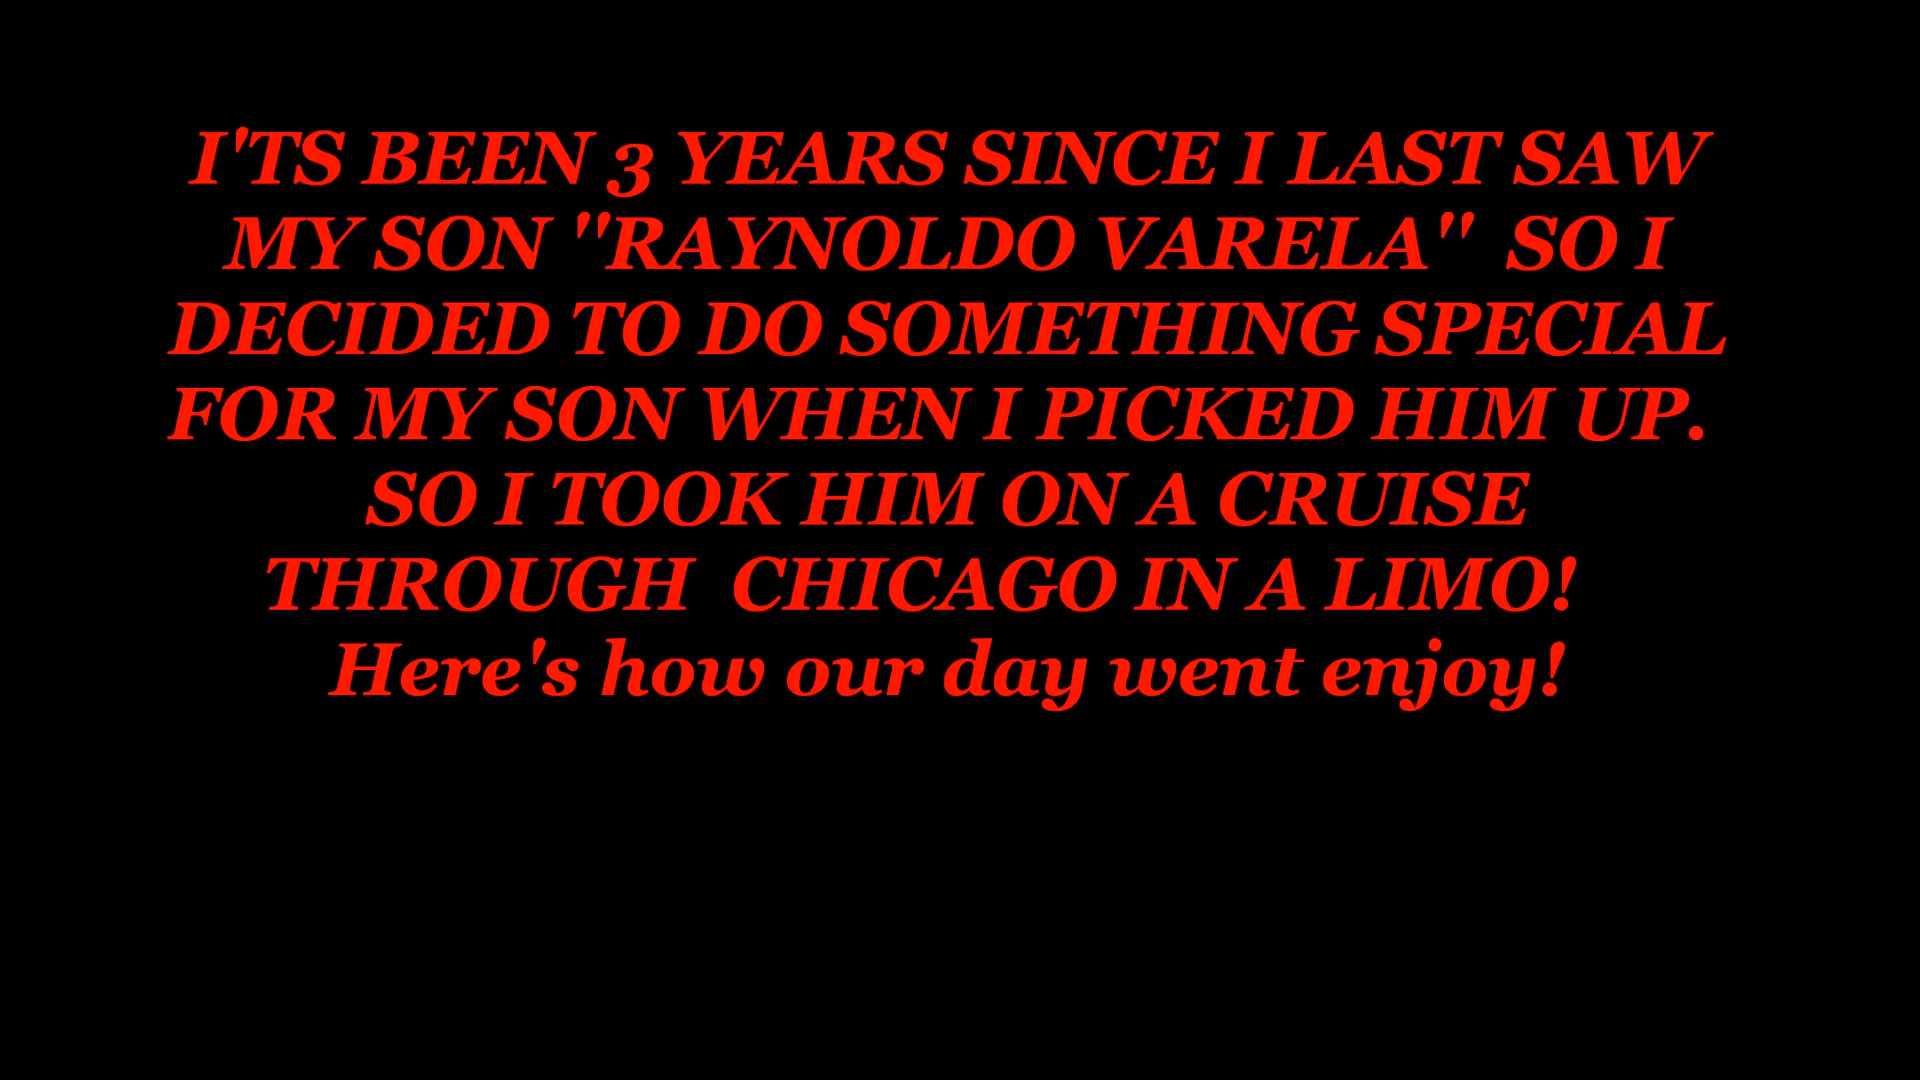 I'TS BEEN 3 YEARS SINCE I LAST SAW
MY SON "RAYNOLDO VARELA"  SO I
DECIDED TO DO SOMETHING SPECIAL
FOR MY SON WHEN I PICKED HIM UP.
SO I TOOK HIM ON A CRUISE
THROUGH  CHICAGO IN A LIMO!
Here's how our day went enjoy!